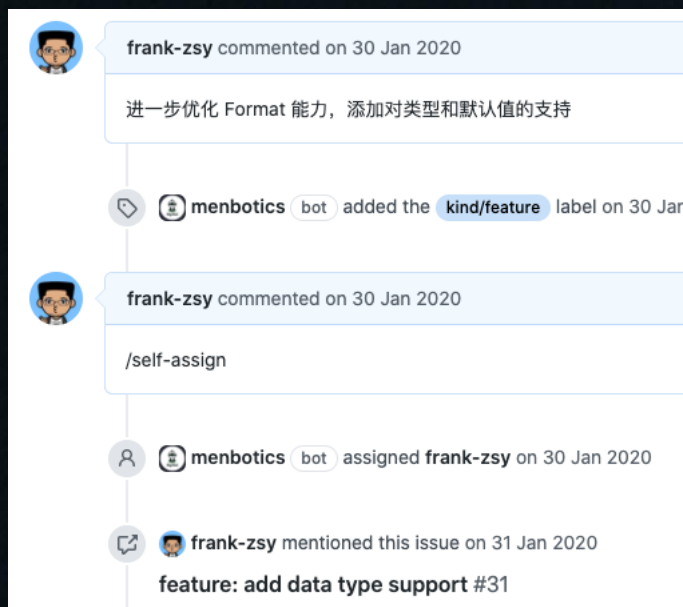 frank-zsy commented on 30 Jan 2020
进一步优化 Format 能力，添加对类型和默认值的支持
menbotics bot added the kind/feature label on 30 Jan
frank-zsy commented on 30 Jan 2020
/self-assign
menbotics bot assigned frank-zsy on 30 Jan 2020
frank-zsy mentioned this issue on 31 Jan 2020
feature: add data type support #31